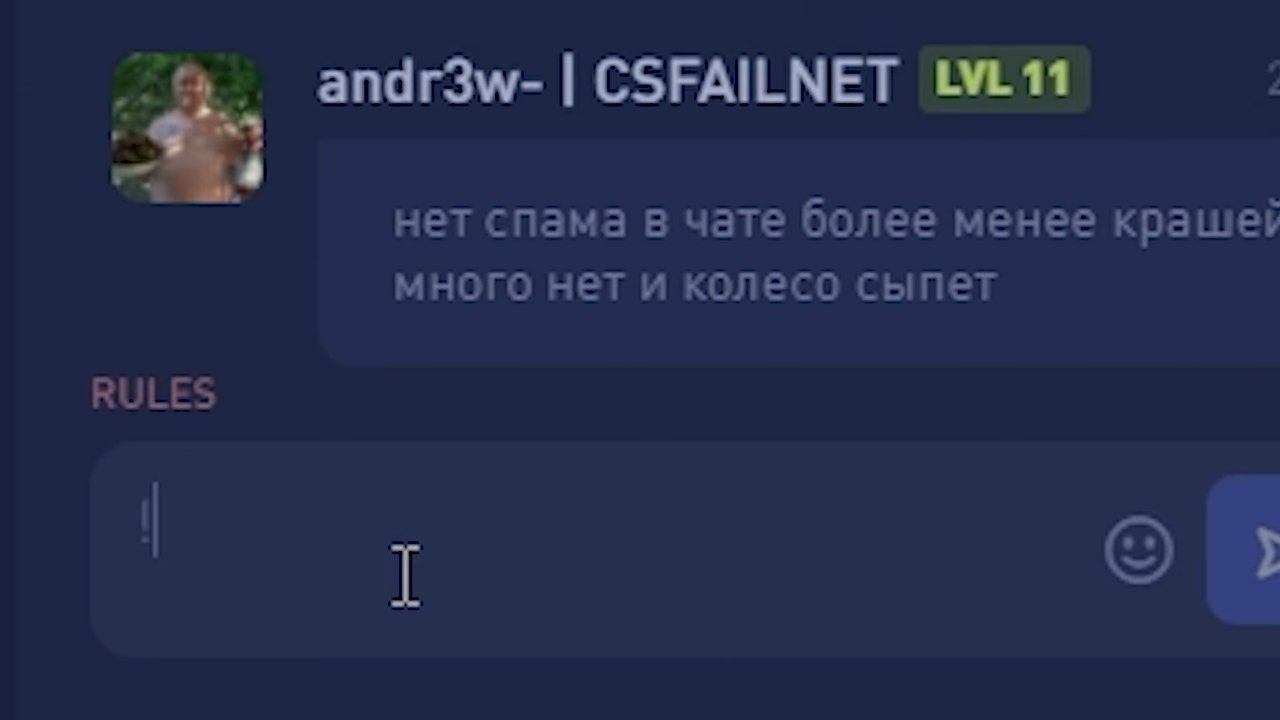 andr3w- | CSFAILNET LVL 11
нет спама в чате более менее крашей
много нет и колесо сыпет
RULES
!